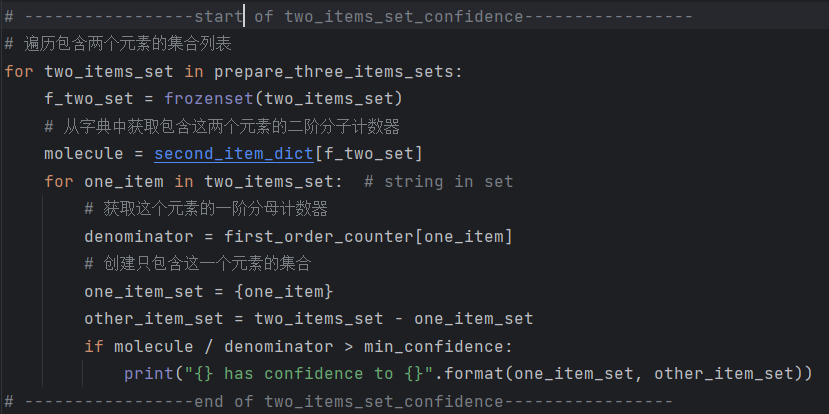 # -----------------start of two_items_set_confidence-----------------
# 遍历包含两个元素的集合列表
for two_items_set in prepare_three_items_sets:
    f_two_set = frozenset(two_items_set)
    # 从字典中获取包含这两个元素的二阶分子计数器
    molecule = second_item_dict[f_two_set]
    for one_item in two_items_set:  # string in set
        # 获取这个元素的一阶分母计数器
        denominator = first_order_counter[one_item]
        # 创建只包含这一个元素的集合
        one_item_set = {one_item}
        other_item_set = two_items_set - one_item_set
        if molecule / denominator > min_confidence:
            print("{} has confidence to {}".format(one_item_set, other_item_set))
# -----------------end of two_items_set_confidence-----------------